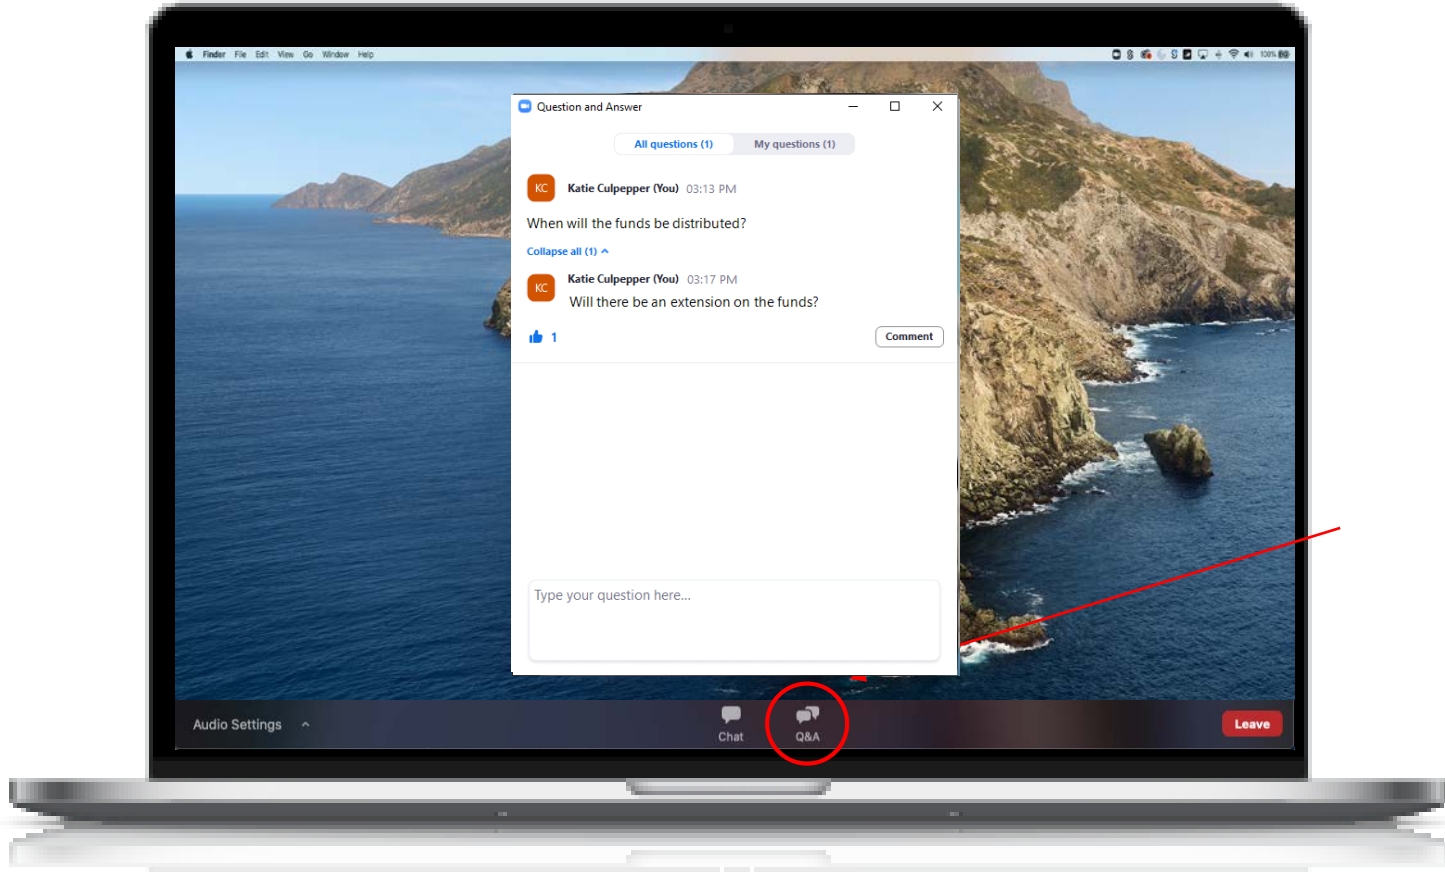 Finder File Edit View Go Window Help
100%
Question and Answer
All questions (1) My questions (1)
KC Katie Culpepper (You) 03:13 PM
When will the funds be distributed?
Collapse all (1)
KC Katie Culpepper (You) 03:17 PM
Will there be an extension on the funds?
1 Comment
Type your question here...
Audio Settings Chat Q&A Leave